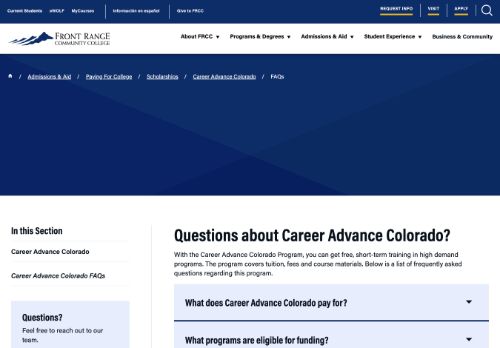 Current Students eWOLF MyCourses Información en español Give to FRCC REQUEST INFO VISIT APPLY
FRONT RANGE
COMMUNITY COLLEGE
About FRCC Programs & Degrees Admissions & Aid Student Experience Business & Community
/ Admissions & Aid / Paying For College / Scholarships / Career Advance Colorado / FAQs
In this Section
Career Advance Colorado
Career Advance Colorado FAQs
Questions?
Feel free to reach out to our
team.
Questions about Career Advance Colorado?
With the Career Advance Colorado Program, you can get free, short-term training in high demand
programs. The program covers tuition, fees and course materials. Below is a list of frequently asked
questions regarding this program.
What does Career Advance Colorado pay for?
What programs are eligible for funding?